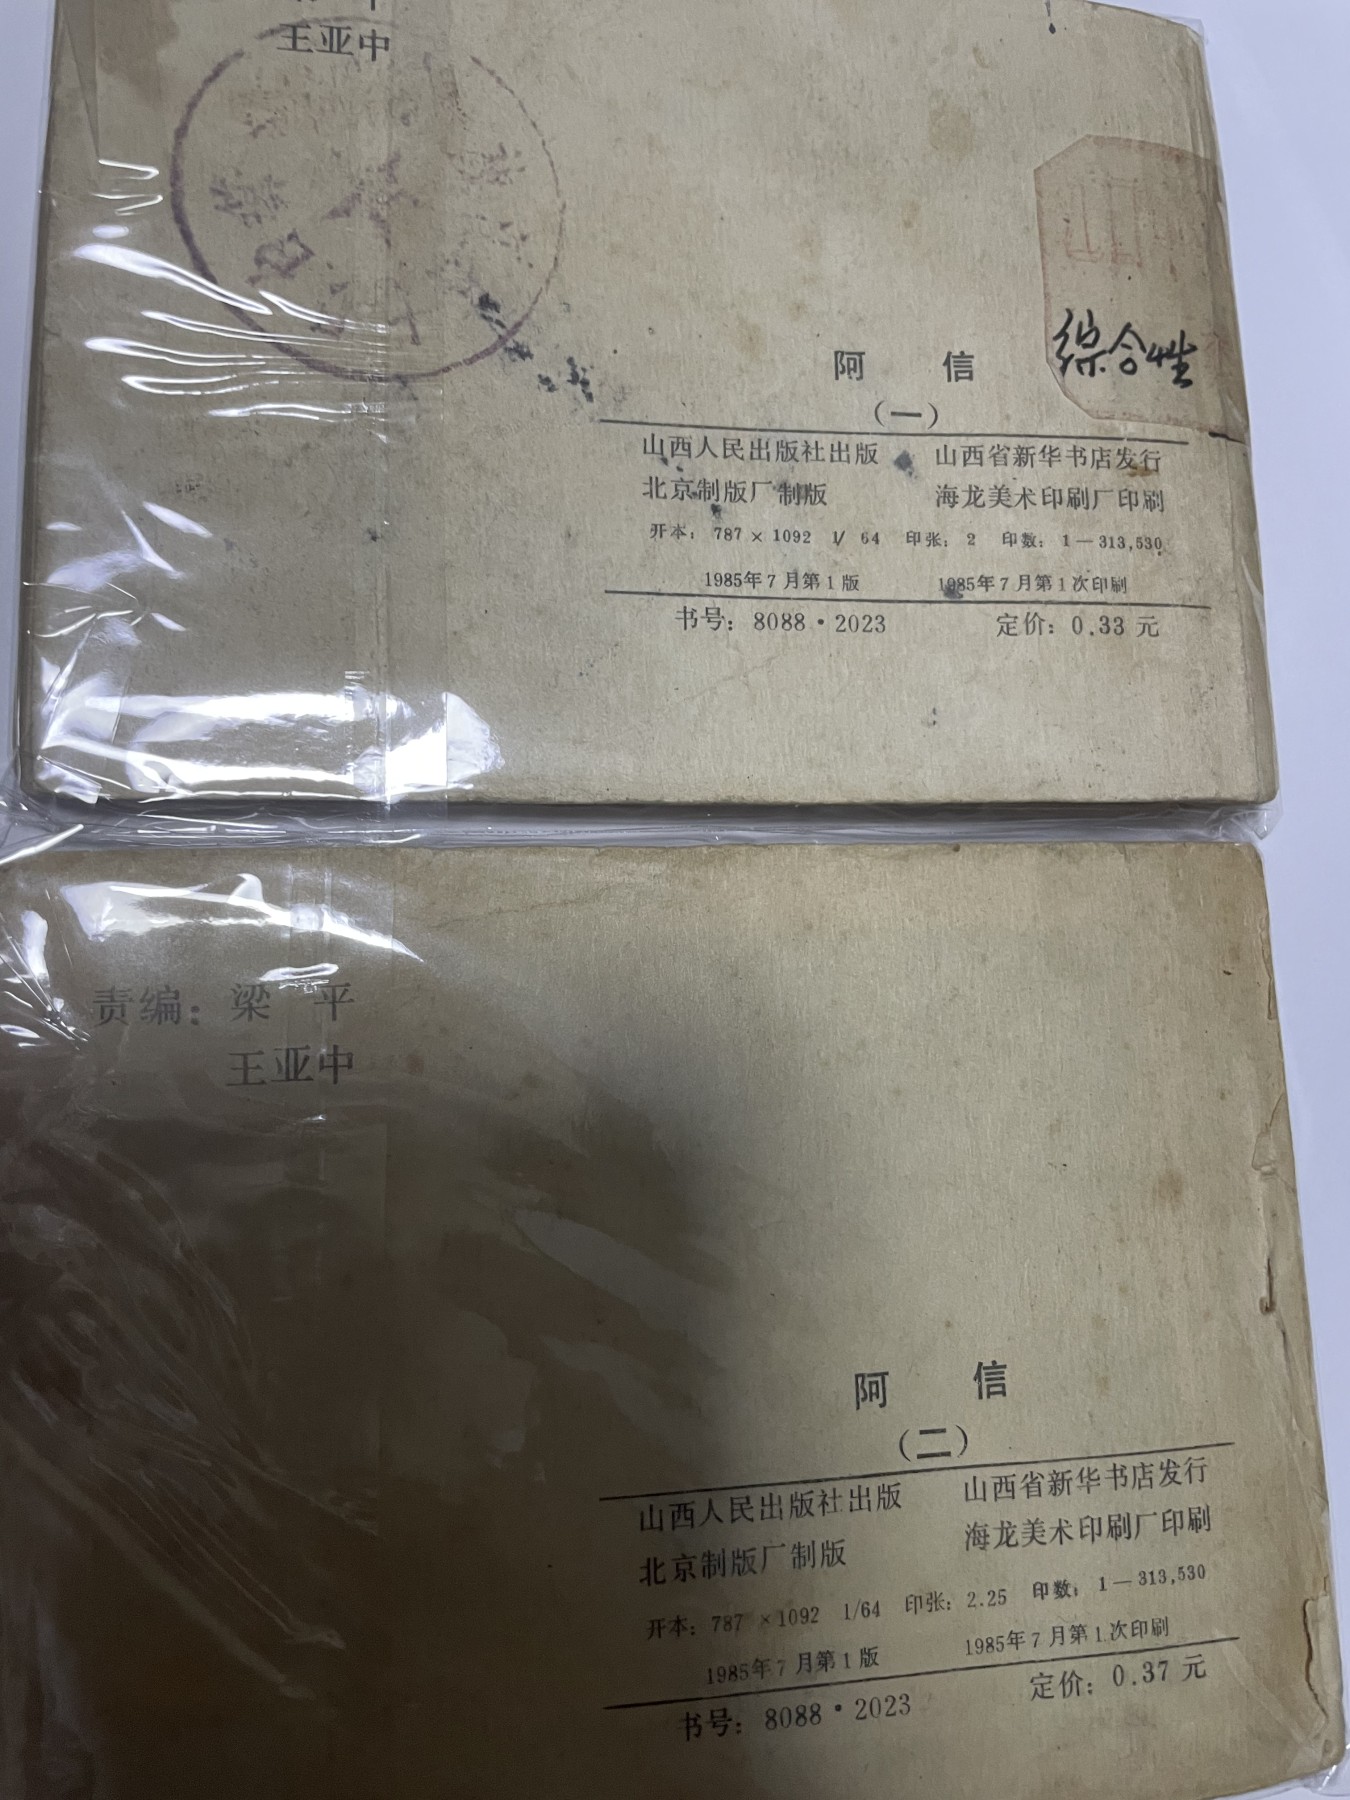 王亚中
综合性
阿 信
(一)
山西人民出版社出版 山西省新华书店发行
北京制版厂制版 海龙美术印刷厂印刷
开本：787×1092 1/64 印张：2 印数：1—313,530
1985年7月第1版 1985年7月第1次印刷
书号：8088·2023 定价：0.33元
责编：梁 平
王亚中
阿 信
(二)
山西人民出版社出版 山西省新华书店发行
北京制版厂制版 海龙美术印刷厂印刷
开本：787×1092 1/64 印张：2.25 印数：1—313,530
1985年7月第1版 1985年7月第1次印刷
书号：8088·2023 定价：0.37元